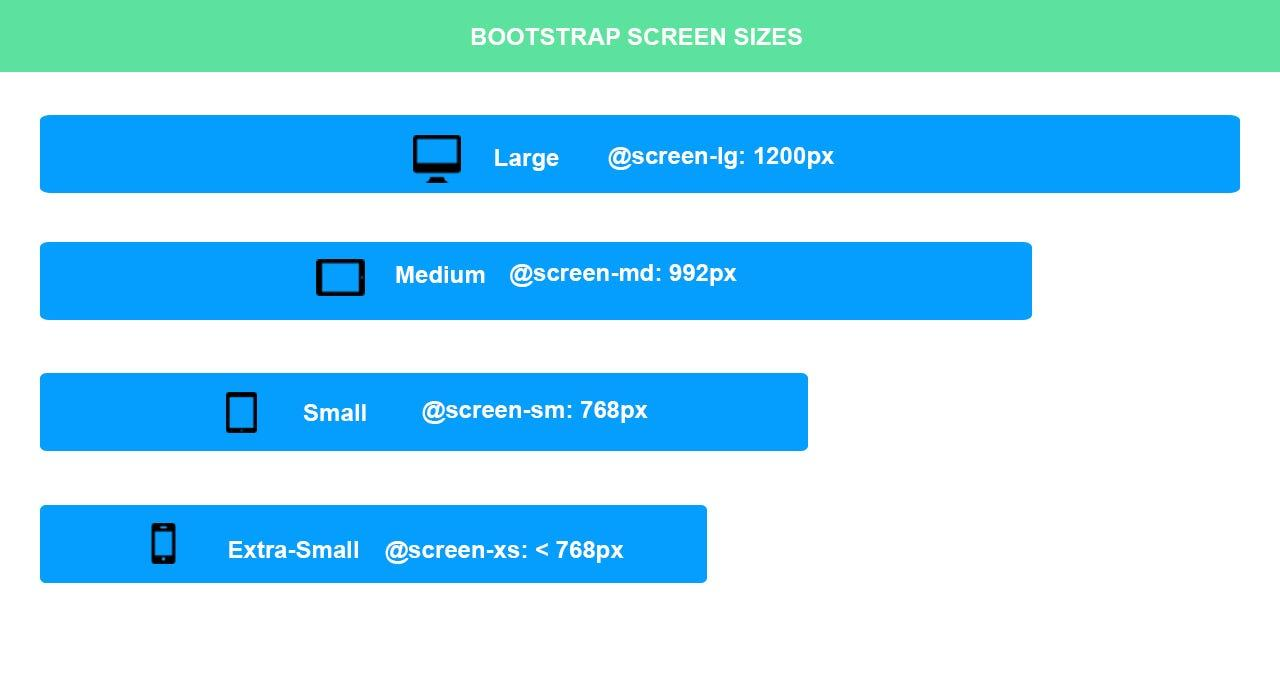 BOOTSTRAP SCREEN SIZES
Large @screen-lg: 1200px
Medium @screen-md: 992px
Small @screen-sm: 768px
Extra-Small @screen-xs: < 768px